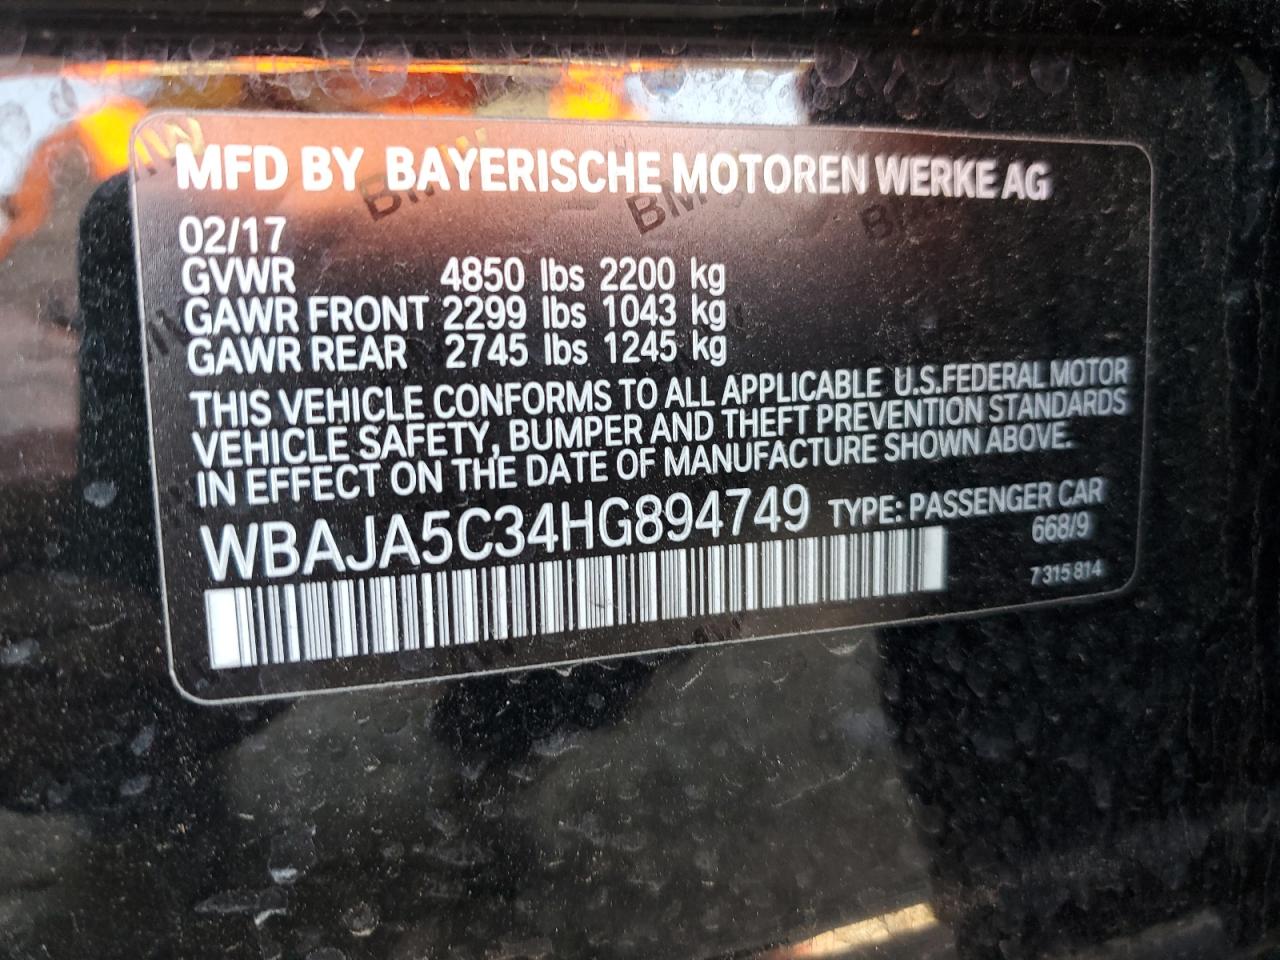 MFD BY BAYERISCHE MOTOREN WERKE AG
02/17
GVWR 4850 lbs 2200 kg
GAWR FRONT 2299 lbs 1043 kg
GAWR REAR 2745 lbs 1245 kg
THIS VEHICLE CONFORMS TO ALL APPLICABLE U.S.FEDERAL MOTOR
VEHICLE SAFETY, BUMPER AND THEFT PREVENTION STANDARDS
IN EFFECT ON THE DATE OF MANUFACTURE SHOWN ABOVE.
WBAJA5C34HG894749 TYPE: PASSENGER CAR
668/9
7 315 814